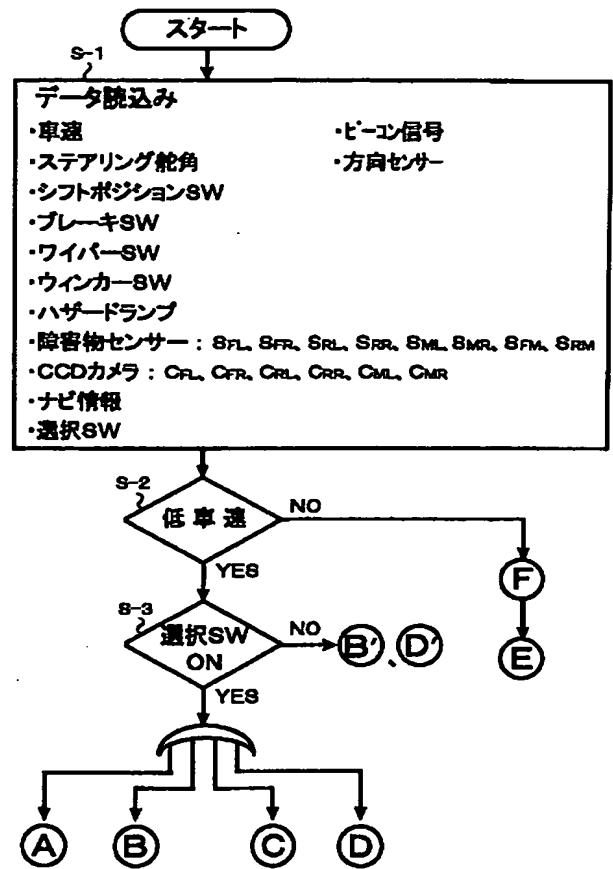 スタート
S-1
データ読込み
・車速
・ビーコン信号
・ステアリング舵角
・方向センサー
・シフトポジションSW
・ブレーキSW
・ワイパーSW
・ウィンカーSW
・ハザードランプ
・障害物センサー : SFL、SFR、SRL、SRR、SML、SMR、SFM、SRM
・CCDカメラ : CFL、CFR、CRL、CRR、CML、CMR
・ナビ情報
・選択SW
S-2
低車速
NO
YES
F
S-3
選択SW
ON
NO
B'、D'
E
YES
A B C D